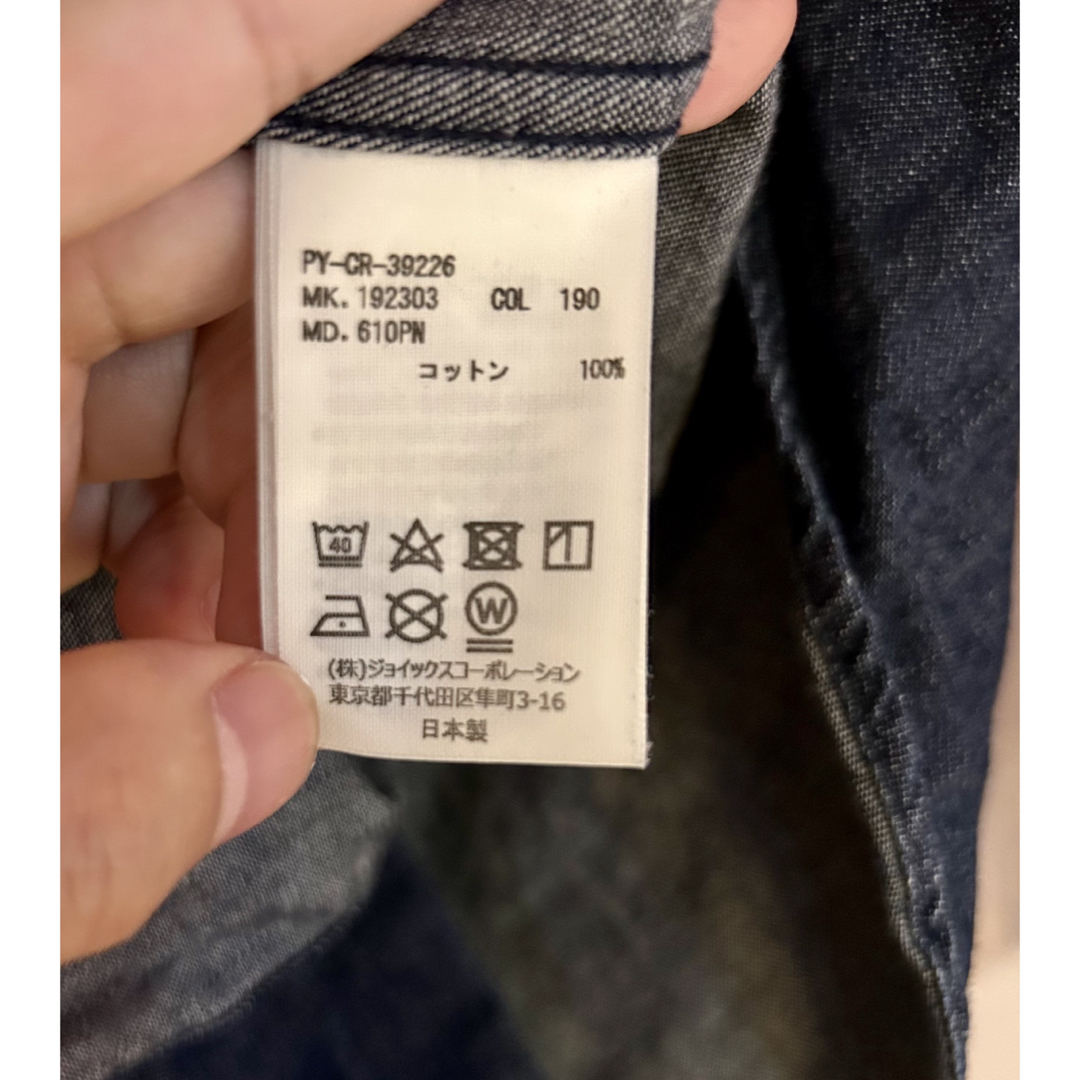 PY-CR-39226
MK. 192303 COL 190
MD. 610PN
コットン 100%
40
W
(株)ジョイックスコーポレーション
東京都千代田区隼町3-16
日本製